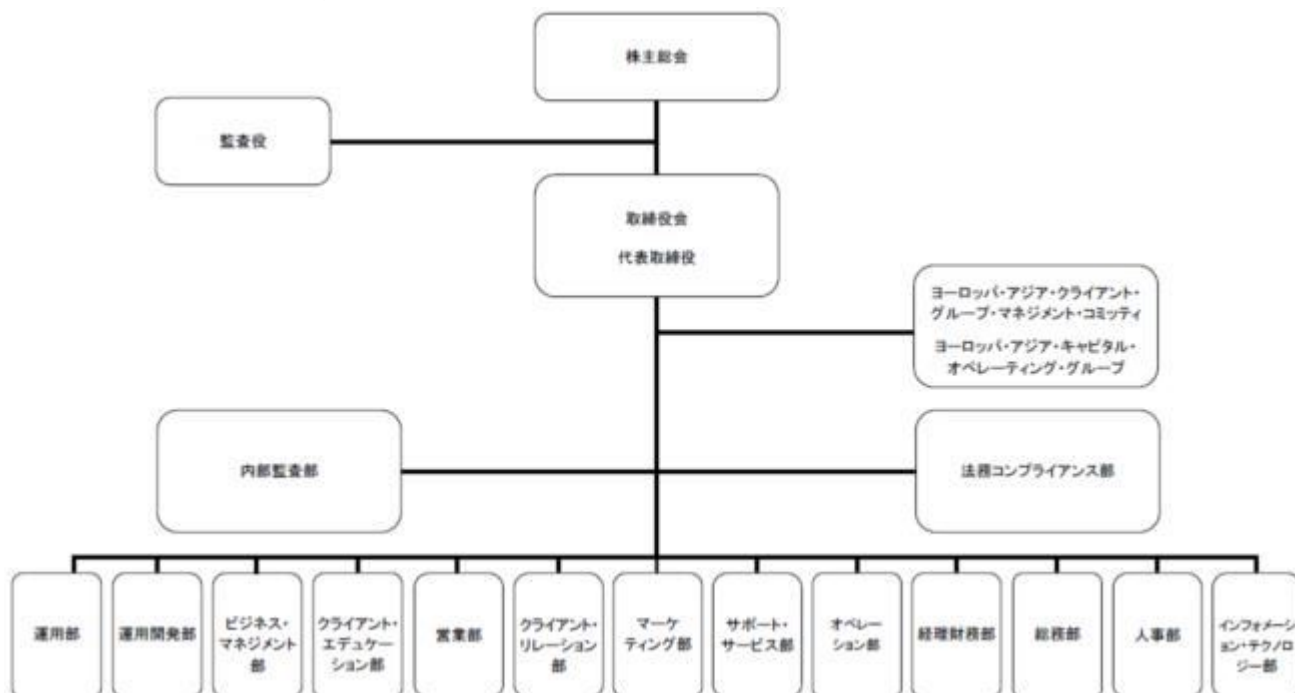 株主総会
監査役
取締役会
代表取締役
ヨーロッパ・アジア・クライアント・
グループ・マネジメント・コミッティ
ヨーロッパ・アジア・キャピタル・
オペレーティング・グループ
内部監査部
法務コンプライアンス部
運用部
運用開発部
ビジネス・
マネジメント
部
クライアント・
エデュケー
ション部
営業部
クライアント・
リレーション
部
マーケ
ティング部
サポート・
サービス部
オペレー
ション部
経理財務部
総務部
人事部
インフォメーシ
ョン・テクノロ
ジー部